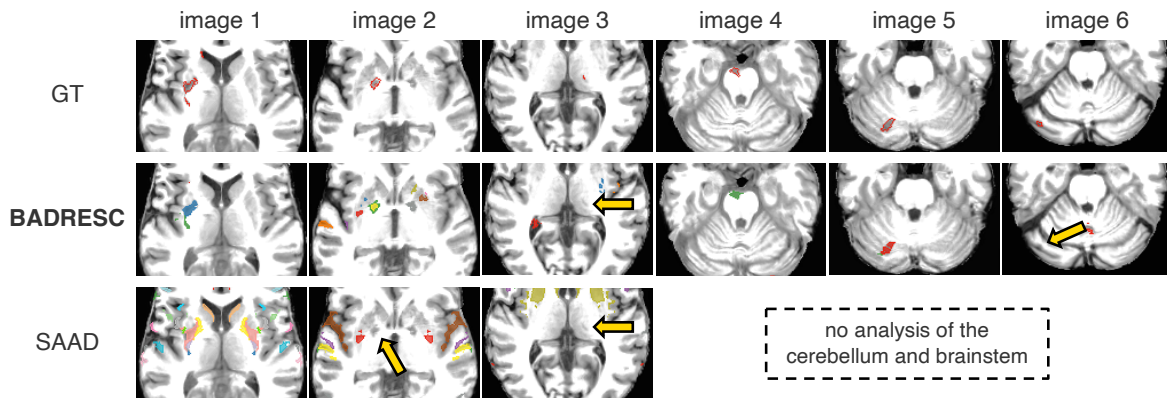 image 1 image 2 image 3 image 4 image 5 image 6
GT
BADRESC
SAAD
no analysis of the
cerebellum and brainstem